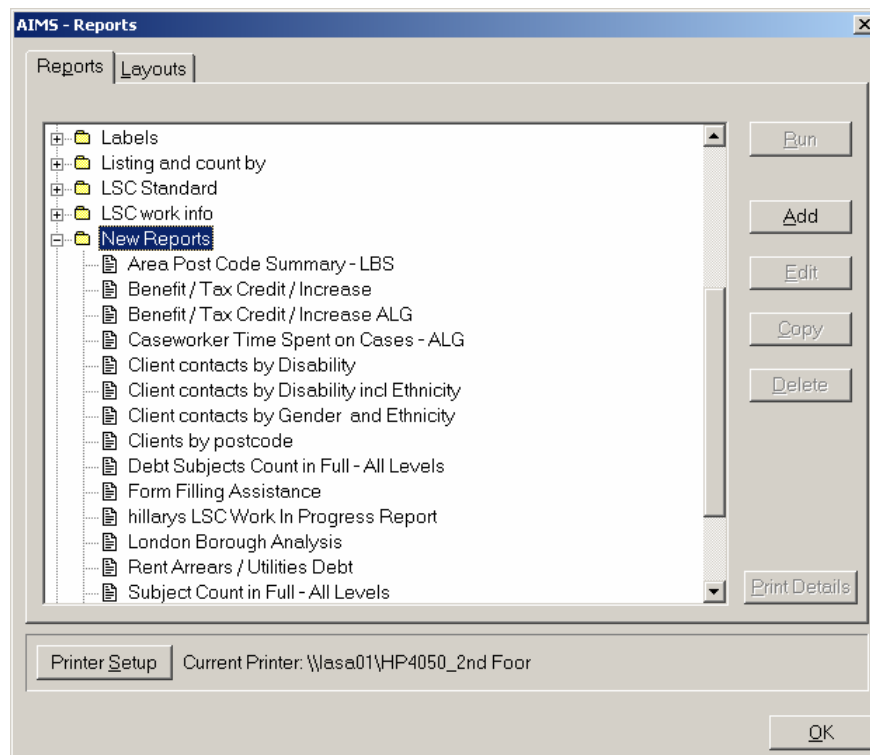 AIMS - Reports
Reports
Layouts
Labels
Run
Listing and count by
LSC Standard
LSC work info
Add
New Reports
Area Post Code Summary - LBS
Edit
Benefit / Tax Credit / Increase
Benefit / Tax Credit / Increase ALG
Copy
Caseworker Time Spent on Cases - ALG
Client contacts by Disability
Delete
Client contacts by Disability incl Ethnicity
Client contacts by Gender and Ethnicity
Clients by postcode
Debt Subjects Count in Full - All Levels
Form Filling Assistance
hillarys LSC Work In Progress Report
London Borough Analysis
Rent Arrears / Utilities Debt
Print Details
Subject Count in Full - All Levels
Printer Setup
Current Printer: \\lasa01\HP4050_2nd Foor
OK